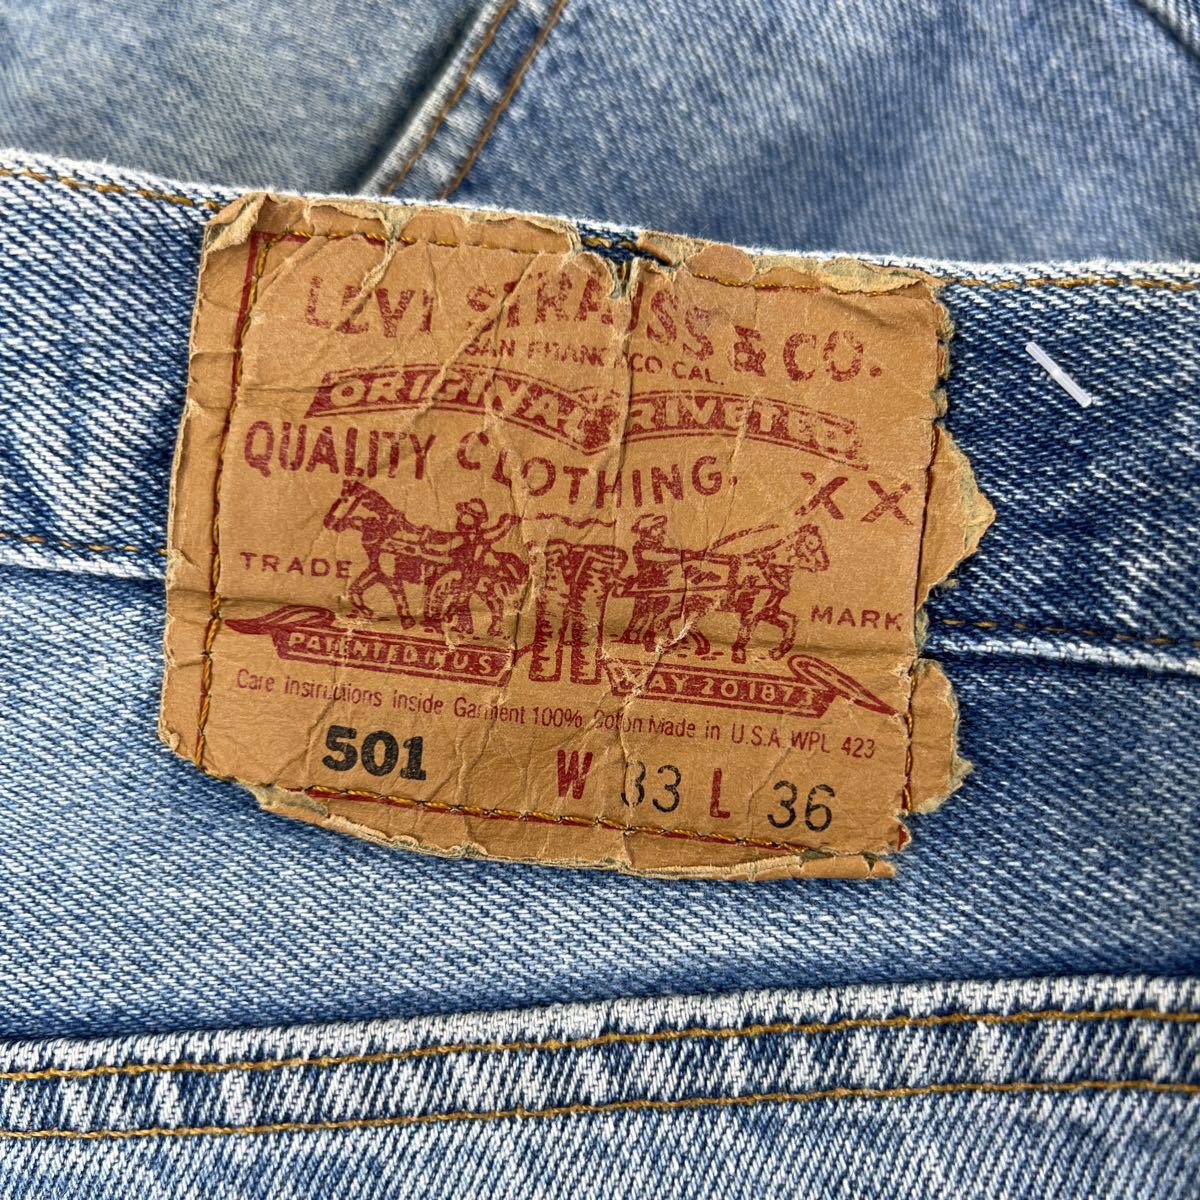 LEVI STRAUSS & CO.
SAN FRANCISCO CAL.
ORIGINAL RIVETED
QUALITY CLOTHING.
XX
TRADE MARK
PATENTED IN U.S.
MAY 20 1873
Care Instructions Inside Garment 100% Cotton Made in U.S.A. WPL 423
501 W 33 L 36